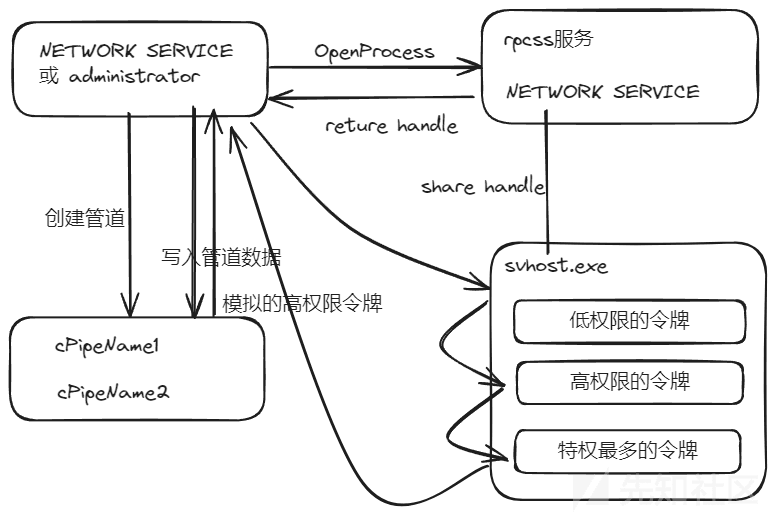 NETWORK SERVICE
或 administrator
OpenProcess
rpcss服务
NETWORK SERVICE
reture handle
share handle
创建管道
写入管道数据
模拟的高权限令牌
svhost.exe
低权限的令牌
高权限的令牌
特权最多的令牌
cPipeName1
cPipeName2
先知社区